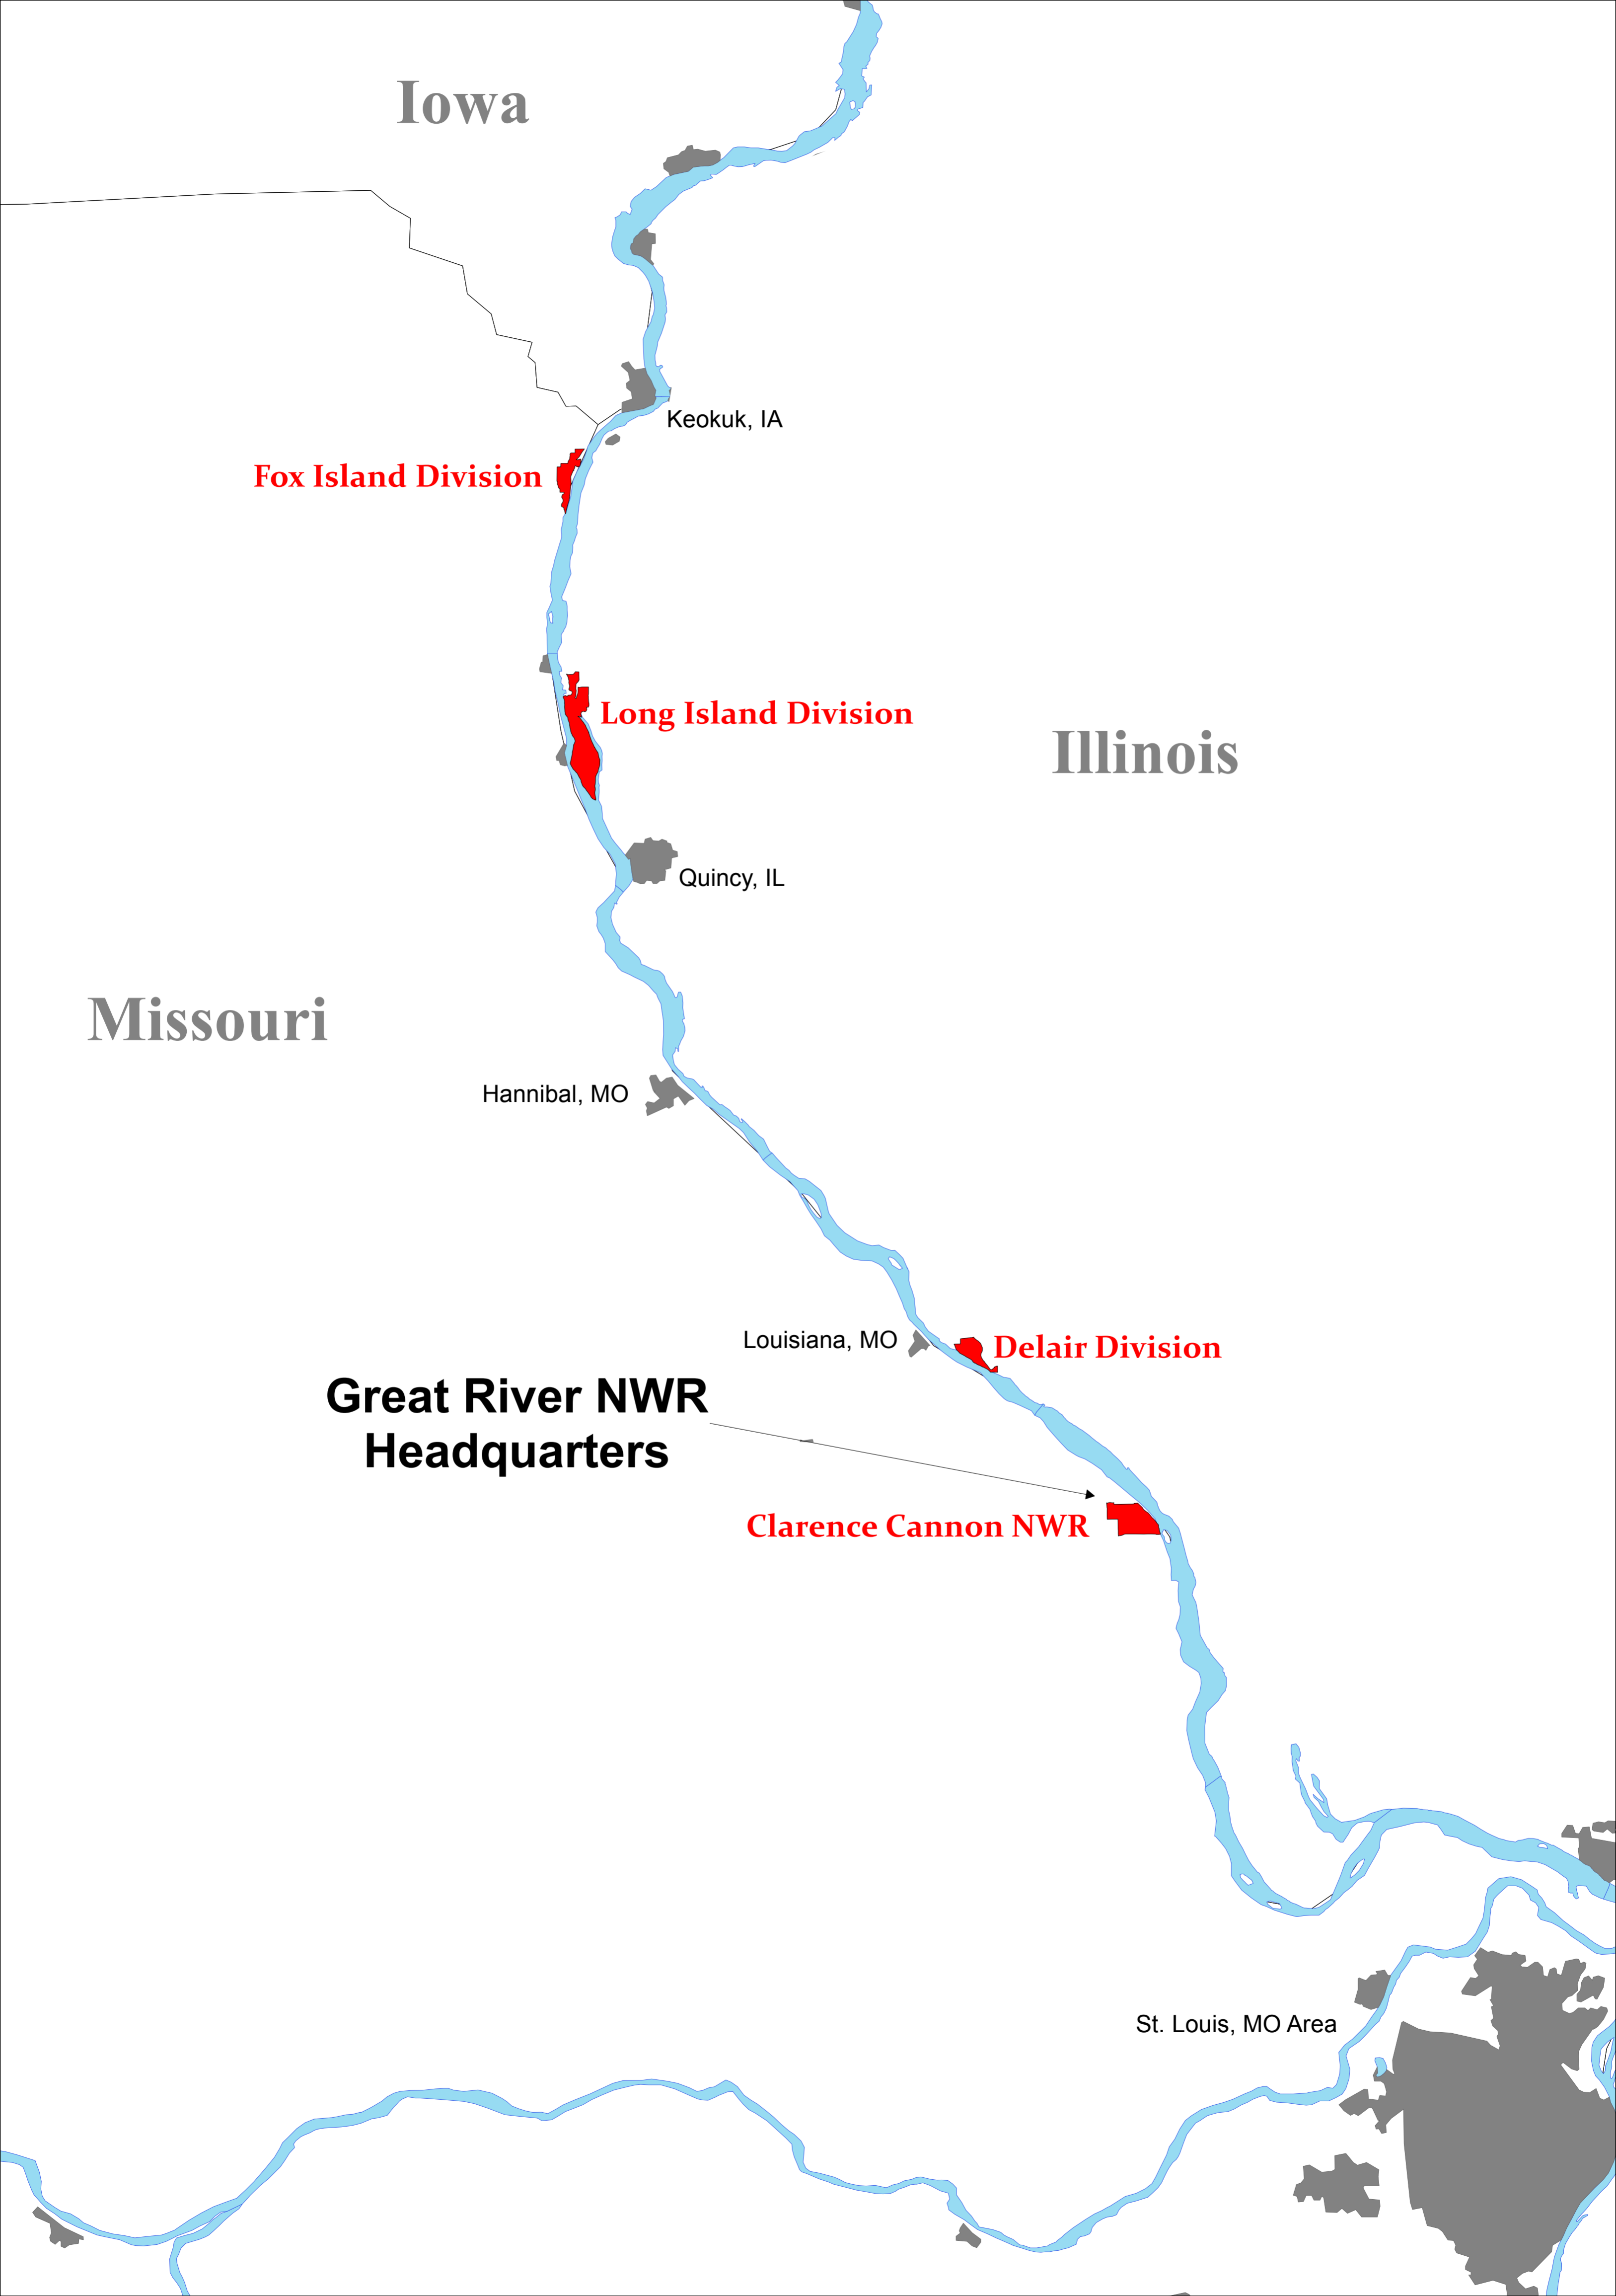 Iowa
Keokuk, IA
Fox Island Division
Long Island Division
Illinois
Quincy, IL
Missouri
Hannibal, MO
Louisiana, MO
Delair Division
Great River NWR
Headquarters
Clarence Cannon NWR
St. Louis, MO Area